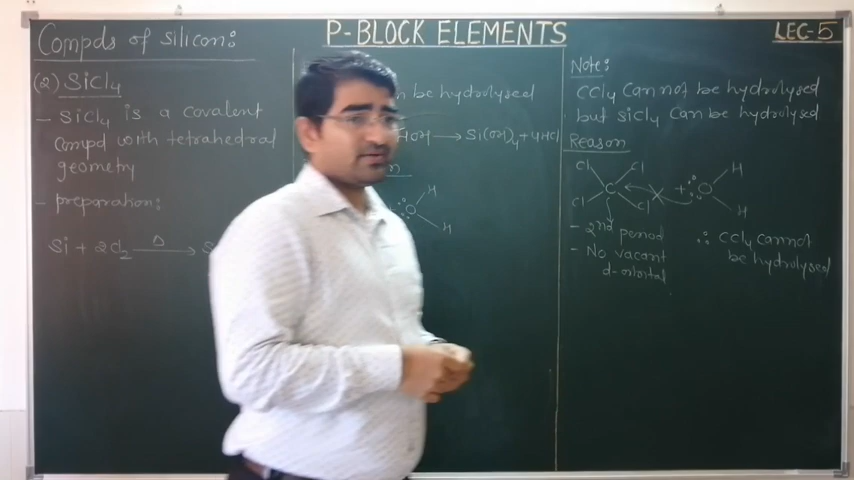 P-BLOCK ELEMENTS
LEC-5
Compds of silicon:
(2) SiCl4
- SiCl4 is a covalent
compd with tetrahedral
geometry
- preparation:
Si + 2Cl2 —Δ→ S
n be hydrolysed
HOH → Si(OH)4 + 4HCl
n
:O:
H
H
Note:
CCl4 Cannot be hydrolysed
but SiCl4 Can be hydrolysed
Reason
Cl Cl H
C + :O:
Cl Cl H
- 2nd period
- No vacant
d-orbital
∴ CCl4 cannot
be hydrolysed